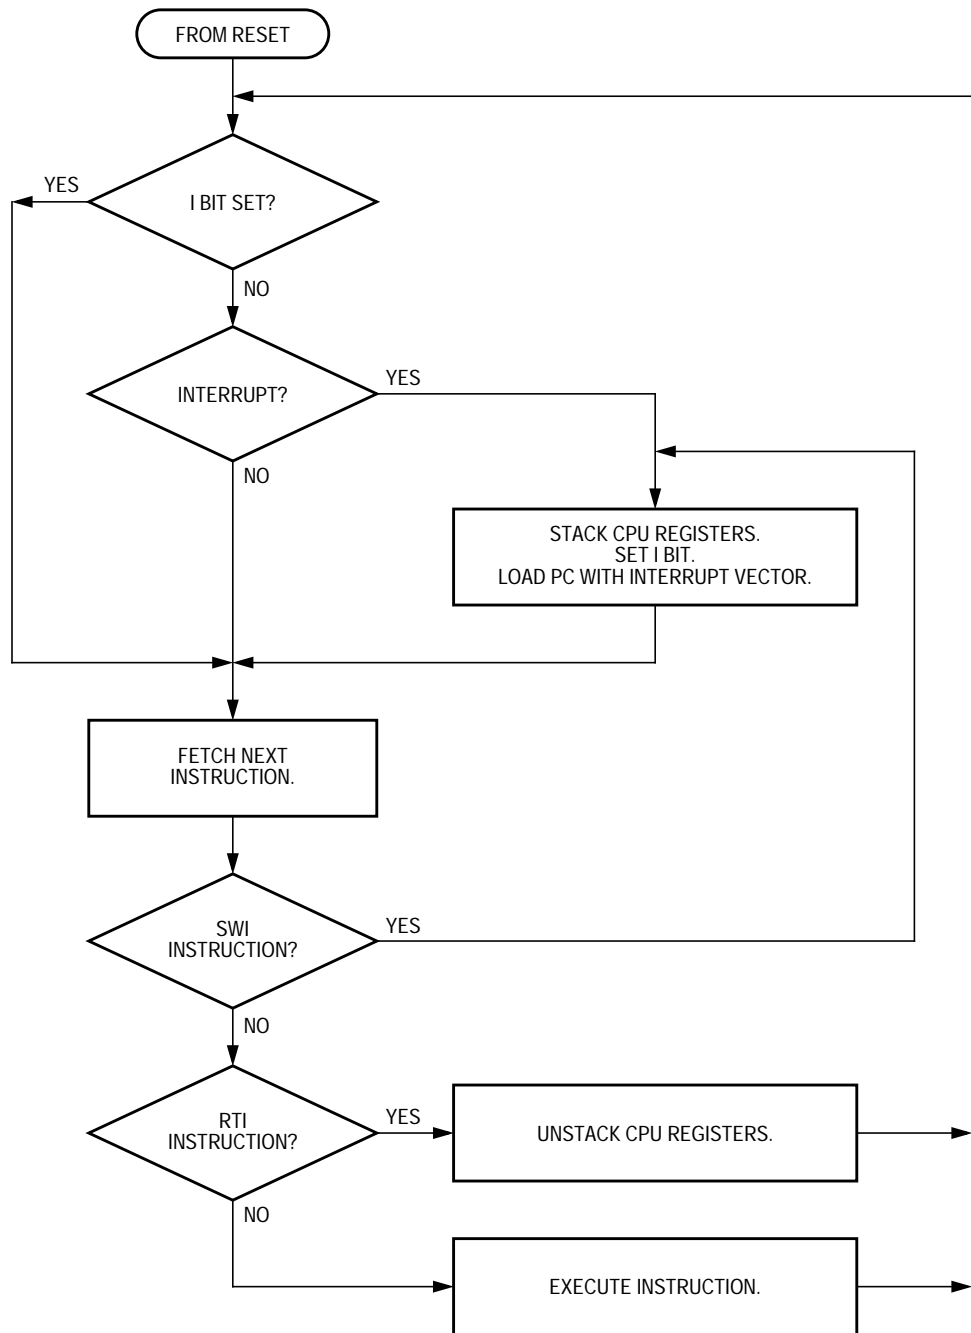 FROM RESET
YES
I BIT SET?
NO
INTERRUPT?
YES
NO
STACK CPU REGISTERS.
SET I BIT.
LOAD PC WITH INTERRUPT VECTOR.
FETCH NEXT
INSTRUCTION.
SWI
INSTRUCTION?
YES
NO
RTI
INSTRUCTION?
YES
UNSTACK CPU REGISTERS.
NO
EXECUTE INSTRUCTION.